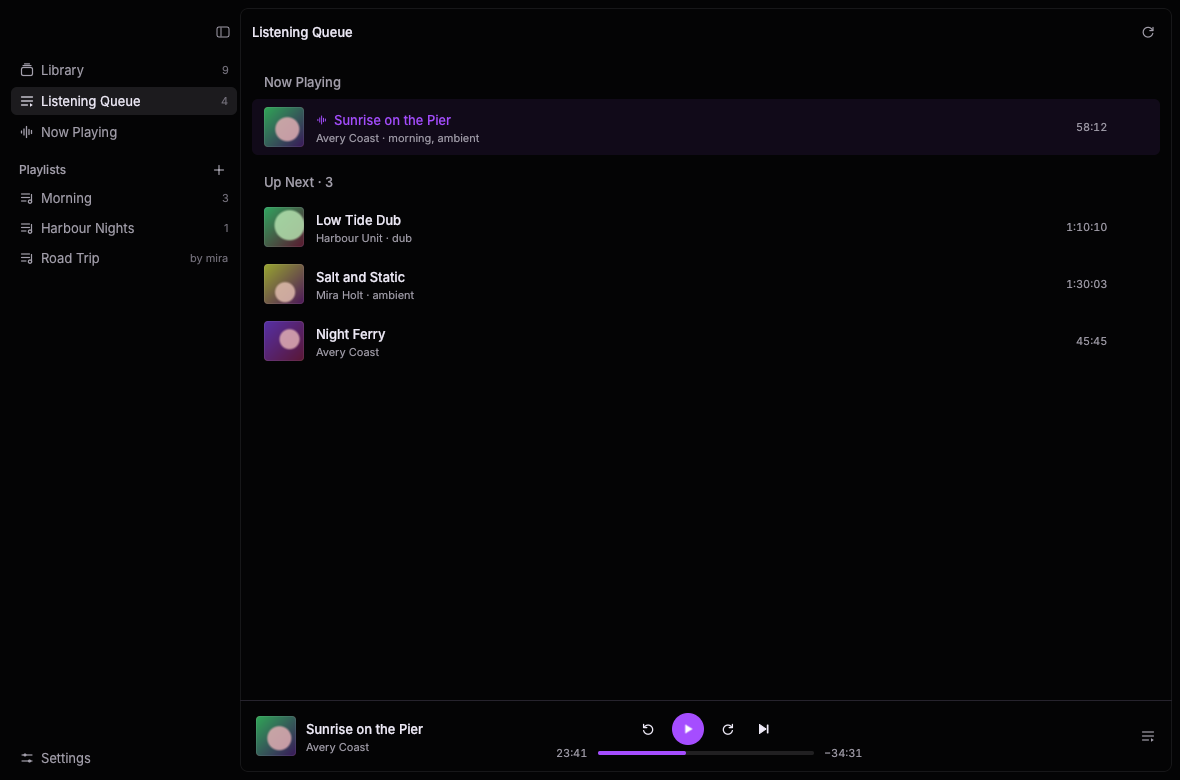 Library 9
Listening Queue 4
Now Playing
Playlists
Morning 3
Harbour Nights 1
Road Trip by mira
Settings
Listening Queue
Now Playing
Sunrise on the Pier
Avery Coast · morning, ambient
58:12
Up Next · 3
Low Tide Dub
Harbour Unit · dub
1:10:10
Salt and Static
Mira Holt · ambient
1:30:03
Night Ferry
Avery Coast
45:45
Sunrise on the Pier
Avery Coast
23:41
−34:31